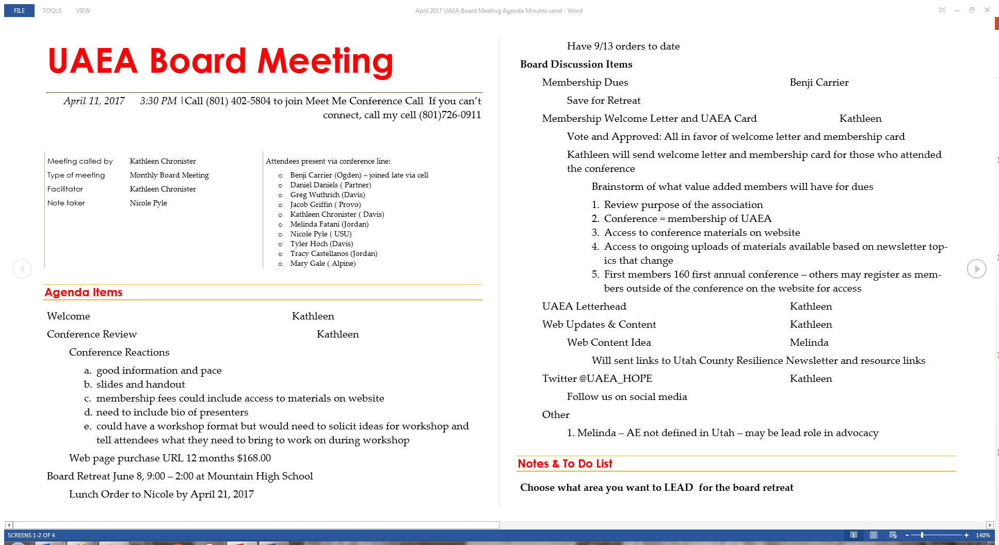 FILE TOOLS VIEW April 2017 UAEA Board Meeting Agenda Minutes send - Word
UAEA Board Meeting
April 11, 2017 3:30 PM |Call (801) 402-5804 to join Meet Me Conference Call If you can't
connect, call my cell (801)726-0911
Meeting called by Kathleen Chronister
Type of meeting Monthly Board Meeting
Facilitator Kathleen Chronister
Note taker Nicole Pyle
Attendees present via conference line:
o Benji Carrier (Ogden) – joined late via cell
o Daniel Daniels ( Partner)
o Greg Wuthrich (Davis)
o Jacob Griffin ( Provo)
o Kathleen Chronister ( Davis)
o Melinda Fatani (Jordan)
o Nicole Pyle ( USU)
o Tyler Hoch (Davis)
o Tracy Castellanos (Jordan)
o Mary Gale ( Alpine)
Agenda Items
Welcome Kathleen
Conference Review Kathleen
Conference Reactions
a. good information and pace
b. slides and handout
c. membership fees could include access to materials on website
d. need to include bio of presenters
e. could have a workshop format but would need to solicit ideas for workshop and
tell attendees what they need to bring to work on during workshop
Web page purchase URL 12 months $168.00
Board Retreat June 8, 9:00 – 2:00 at Mountain High School
Lunch Order to Nicole by April 21, 2017
Have 9/13 orders to date
Board Discussion Items
Membership Dues Benji Carrier
Save for Retreat
Membership Welcome Letter and UAEA Card Kathleen
Vote and Approved: All in favor of welcome letter and membership card
Kathleen will send welcome letter and membership card for those who attended
the conference
Brainstorm of what value added members will have for dues
1. Review purpose of the association
2. Conference = membership of UAEA
3. Access to conference materials on website
4. Access to ongoing uploads of materials available based on newsletter top-
ics that change
5. First members 160 first annual conference – others may register as mem-
bers outside of the conference on the website for access
UAEA Letterhead Kathleen
Web Updates & Content Kathleen
Web Content Idea Melinda
Will sent links to Utah County Resilience Newsletter and resource links
Twitter @UAEA_HOPE Kathleen
Follow us on social media
Other
1. Melinda – AE not defined in Utah – may be lead role in advocacy
Notes & To Do List
Choose what area you want to LEAD for the board retreat
SCREENS 1-2 OF 4 140%